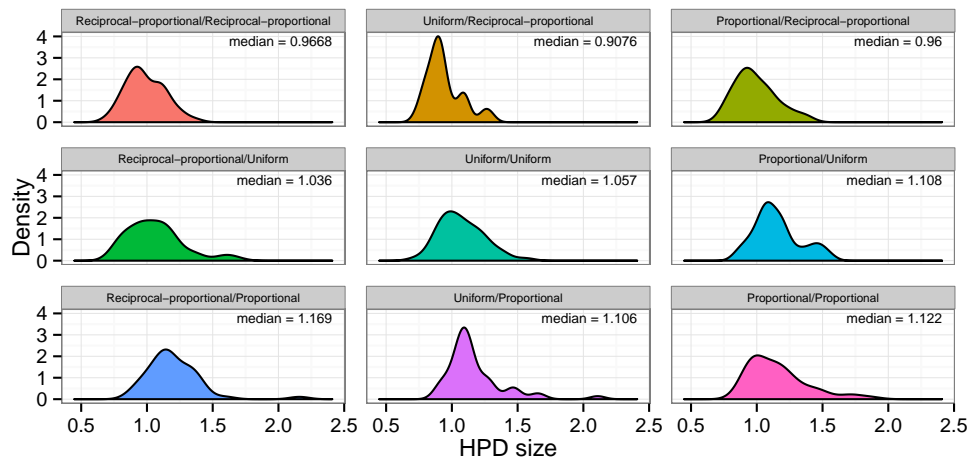 Reciprocal−proportional/Reciprocal−proportional
Uniform/Reciprocal−proportional
Proportional/Reciprocal−proportional
median = 0.9668
median = 0.9076
median = 0.96
4
3
2
1
0
Reciprocal−proportional/Uniform
Uniform/Uniform
Proportional/Uniform
median = 1.036
median = 1.057
median = 1.108
4
3
2
1
0
Density
Reciprocal−proportional/Proportional
Uniform/Proportional
Proportional/Proportional
median = 1.169
median = 1.106
median = 1.122
4
3
2
1
0
0.5 1.0 1.5 2.0 2.5
0.5 1.0 1.5 2.0 2.5
0.5 1.0 1.5 2.0 2.5
HPD size